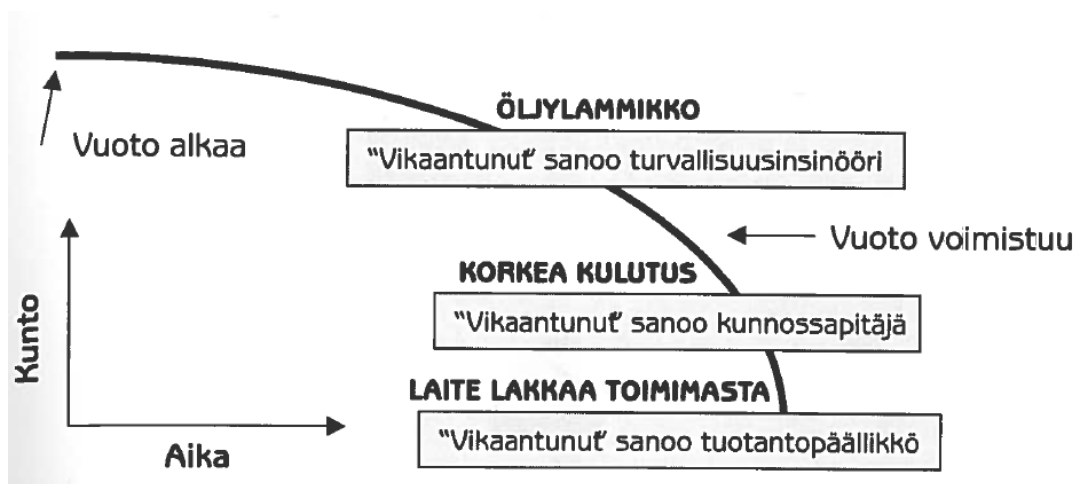 ÖLJYLAMMIKKO
Vuoto alkaa
"Vikaantunut" sanoo turvallisuusinsinööri
Vuoto voimistuu
KORKEA KULUTUS
"Vikaantunut" sanoo kunnossapitäjä
Kunto
LAITE LAKKAA TOIMIMASTA
"Vikaantunut" sanoo tuotantopäällikkö
Aika